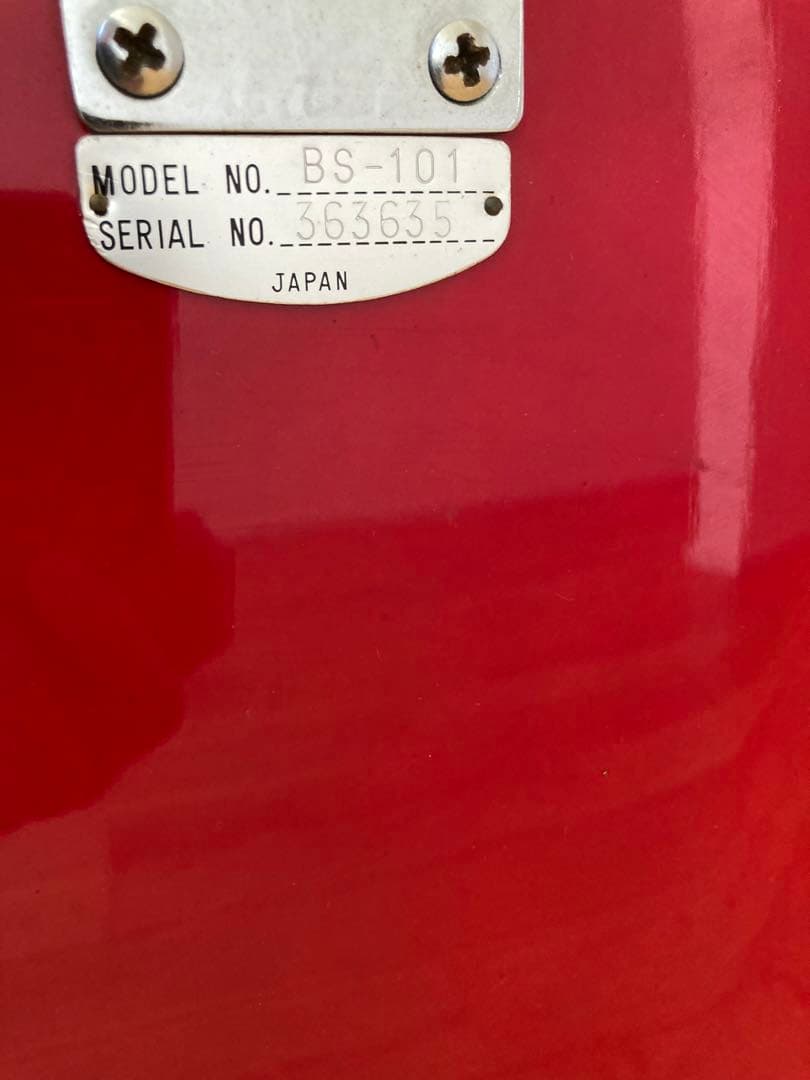 MODEL NO. BS-101
SERIAL NO. 363635
JAPAN